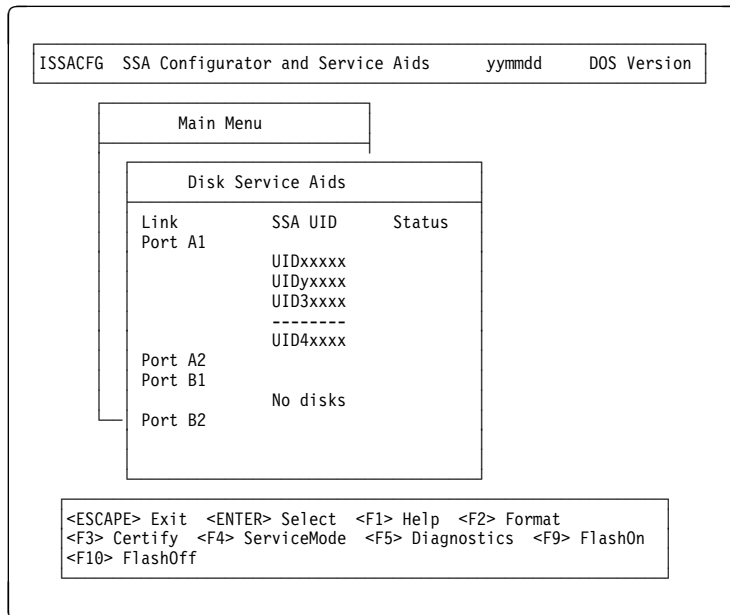 ISSACFG SSA Configurator and Service Aids yymmdd DOS Version
Main Menu
Disk Service Aids
Link SSA UID Status
Port A1
UIDxxxxx
UIDyxxxx
UID3xxxx
--------
UID4xxxx
Port A2
Port B1
No disks
Port B2
<ESCAPE> Exit <ENTER> Select <F1> Help <F2> Format
<F3> Certify <F4> ServiceMode <F5> Diagnostics <F9> FlashOn
<F10> FlashOff